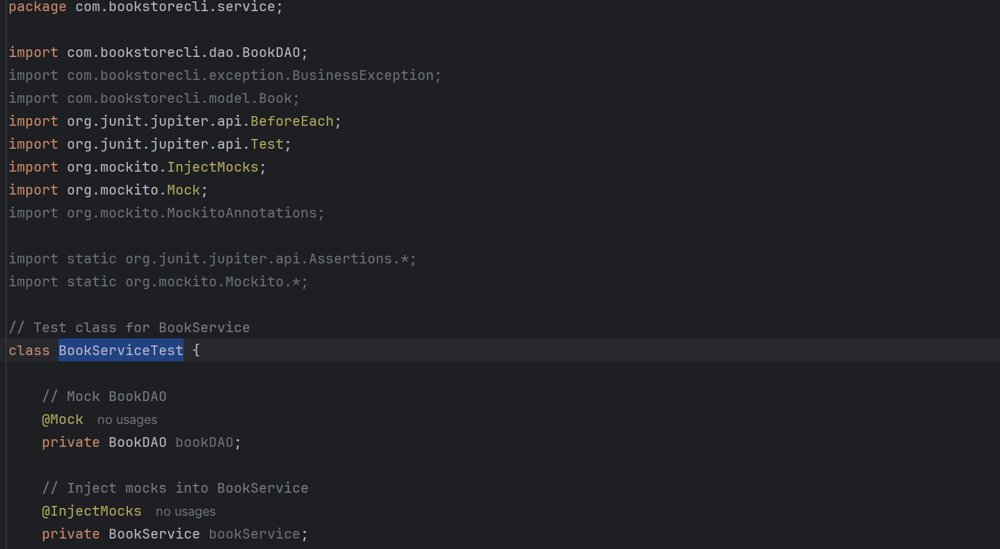 package com.bookstorecli.service;
import com.bookstorecli.dao.BookDAO;
import com.bookstorecli.exception.BusinessException;
import com.bookstorecli.model.Book;
import org.junit.jupiter.api.BeforeEach;
import org.junit.jupiter.api.Test;
import org.mockito.InjectMocks;
import org.mockito.Mock;
import org.mockito.MockitoAnnotations;
import static org.junit.jupiter.api.Assertions.*;
import static org.mockito.Mockito.*;
// Test class for BookService
class BookServiceTest {
// Mock BookDAO
@Mock no usages
private BookDAO bookDAO;
// Inject mocks into BookService
@InjectMocks no usages
private BookService bookService;